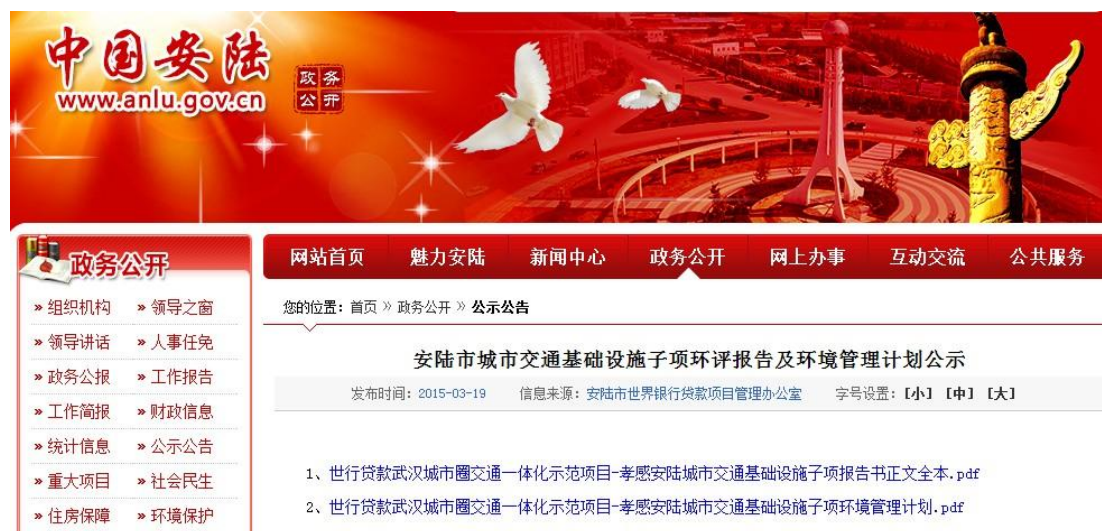 中国安陆
www.anlu.gov.cn
政务
公开
政务公开
» 组织机构 » 领导之窗
» 领导讲话 » 人事任免
» 政务公报 » 工作报告
» 工作简报 » 财政信息
» 统计信息 » 公示公告
» 重大项目 » 社会民生
» 住房保障 » 环境保护
网站首页 魅力安陆 新闻中心 政务公开 网上办事 互动交流 公共服务
您的位置：首页 » 政务公开 » 公示公告
安陆市城市交通基础设施子项环评报告及环境管理计划公示
发布时间：2015-03-19 信息来源：安陆市世界银行贷款项目管理办公室 字号设置：【小】【中】【大】
1、世行贷款武汉城市圈交通一体化示范项目-孝感安陆城市交通基础设施子项报告书正文全本.pdf
2、世行贷款武汉城市圈交通一体化示范项目-孝感安陆城市交通基础设施子项环境管理计划.pdf